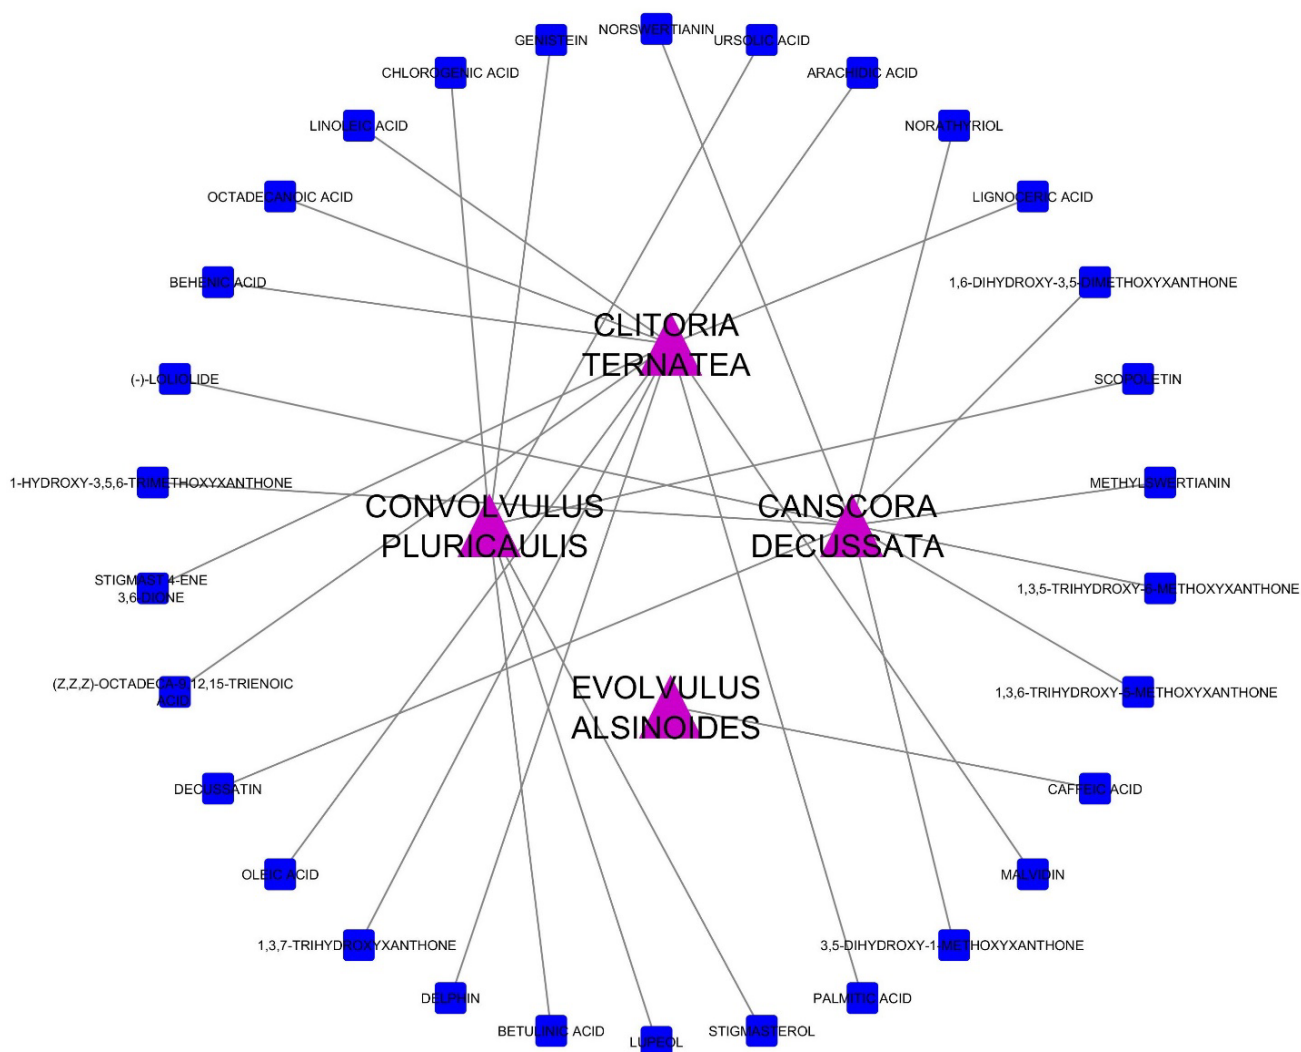 NORSWERTIANIN
GENISTEIN
URSOLIC ACID
CHLOROGENIC ACID
ARACHIDIC ACID
LINOLEIC ACID
NORATHYRIOL
OCTADECANOIC ACID
LIGNOCERIC ACID
BEHENIC ACID
1,6-DIHYDROXY-3,5-DIMETHOXYXANTHONE
CLITORIA
TERNATEA
(-)-LOLIOLIDE
SCOPOLETIN
1-HYDROXY-3,5,6-TRIMETHOXYXANTHONE
METHYLSWERTIANIN
CONVOLVULUS
PLURICAULIS
CANSCORA
DECUSSATA
STIGMAST 4-ENE
3,6-DIONE
1,3,5-TRIHYDROXY-6-METHOXYXANTHONE
(Z,Z,Z)-OCTADECA-9,12,15-TRIENOIC
ACID
EVOLVULUS
ALSINOIDES
1,3,6-TRIHYDROXY-5-METHOXYXANTHONE
DECUSSATIN
CAFFEIC ACID
OLEIC ACID
MALVIDIN
1,3,7-TRIHYDROXYXANTHONE
3,5-DIHYDROXY-1-METHOXYXANTHONE
DELPHIN
PALMITIC ACID
BETULINIC ACID
LUPEOL
STIGMASTEROL